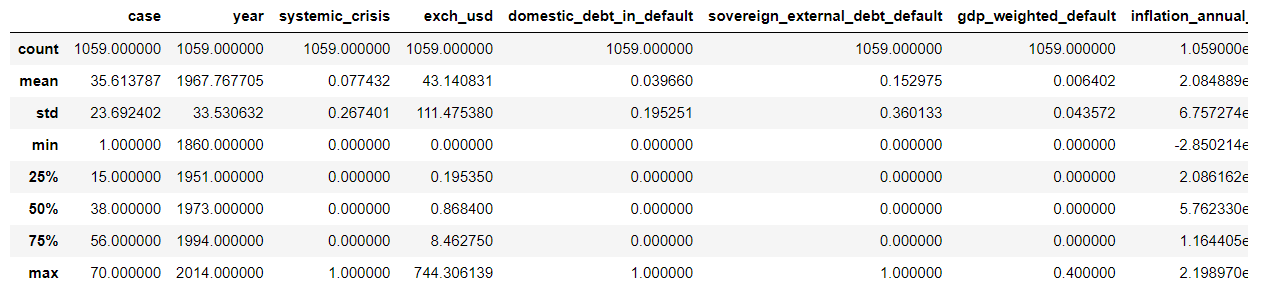 case year systemic_crisis exch_usd domestic_debt_in_default sovereign_external_debt_default gdp_weighted_default inflation_annual_
count 1059.000000 1059.000000 1059.000000 1059.000000 1059.000000 1059.000000 1059.000000 1.059000e
mean 35.613787 1967.767705 0.077432 43.140831 0.039660 0.152975 0.006402 2.084889e
std 23.692402 33.530632 0.267401 111.475380 0.195251 0.360133 0.043572 6.757274e
min 1.000000 1860.000000 0.000000 0.000000 0.000000 0.000000 0.000000 -2.850214e
25% 15.000000 1951.000000 0.000000 0.195350 0.000000 0.000000 0.000000 2.086162e
50% 38.000000 1973.000000 0.000000 0.868400 0.000000 0.000000 0.000000 5.762330e
75% 56.000000 1994.000000 0.000000 8.462750 0.000000 0.000000 0.000000 1.164405e
max 70.000000 2014.000000 1.000000 744.306139 1.000000 1.000000 0.400000 2.198970e